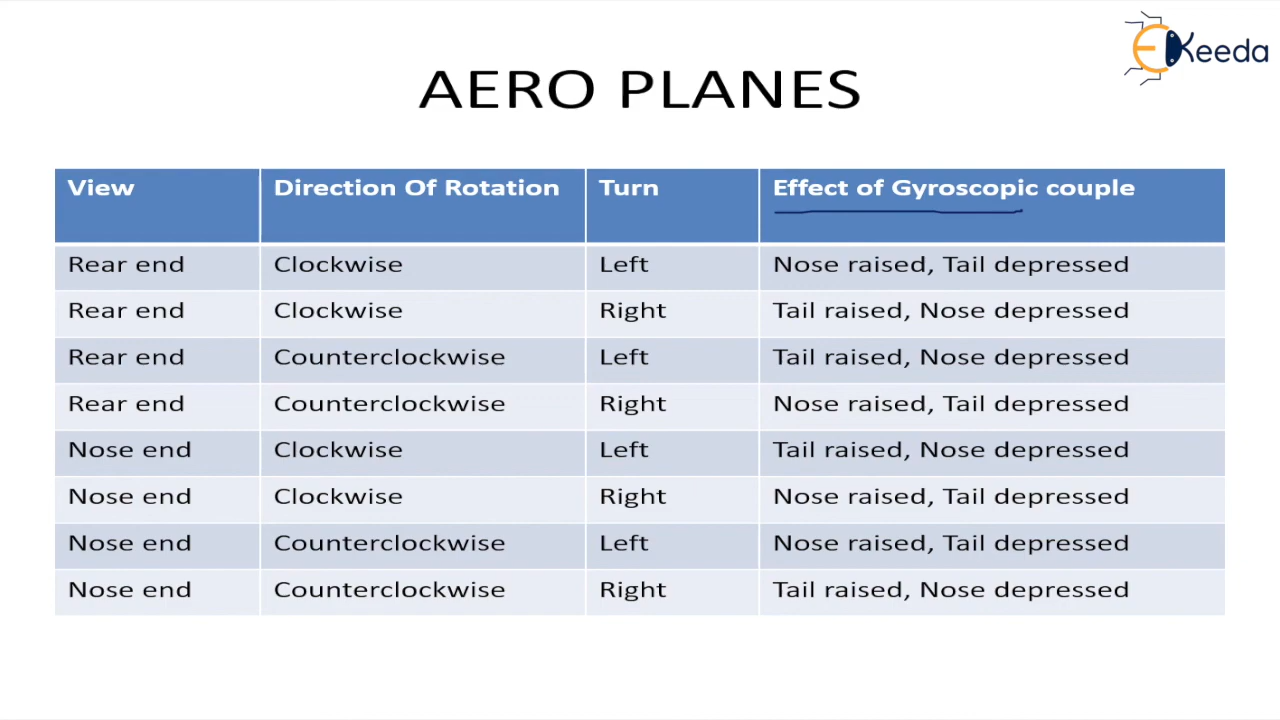 EKeeda
AERO PLANES
View Direction Of Rotation Turn Effect of Gyroscopic couple
Rear end Clockwise Left Nose raised, Tail depressed
Rear end Clockwise Right Tail raised, Nose depressed
Rear end Counterclockwise Left Tail raised, Nose depressed
Rear end Counterclockwise Right Nose raised, Tail depressed
Nose end Clockwise Left Tail raised, Nose depressed
Nose end Clockwise Right Nose raised, Tail depressed
Nose end Counterclockwise Left Nose raised, Tail depressed
Nose end Counterclockwise Right Tail raised, Nose depressed